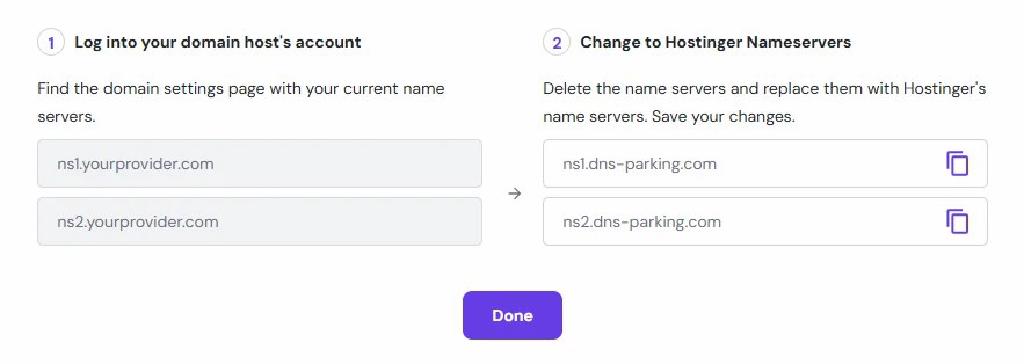 1 Log into your domain host's account
Find the domain settings page with your current name
servers.
ns1.yourprovider.com
ns2.yourprovider.com
→
2 Change to Hostinger Nameservers
Delete the name servers and replace them with Hostinger's
name servers. Save your changes.
ns1.dns-parking.com
ns2.dns-parking.com
Done